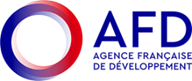 AFD
AGENCE FRANÇAISE
DE DÉVELOPPEMENT